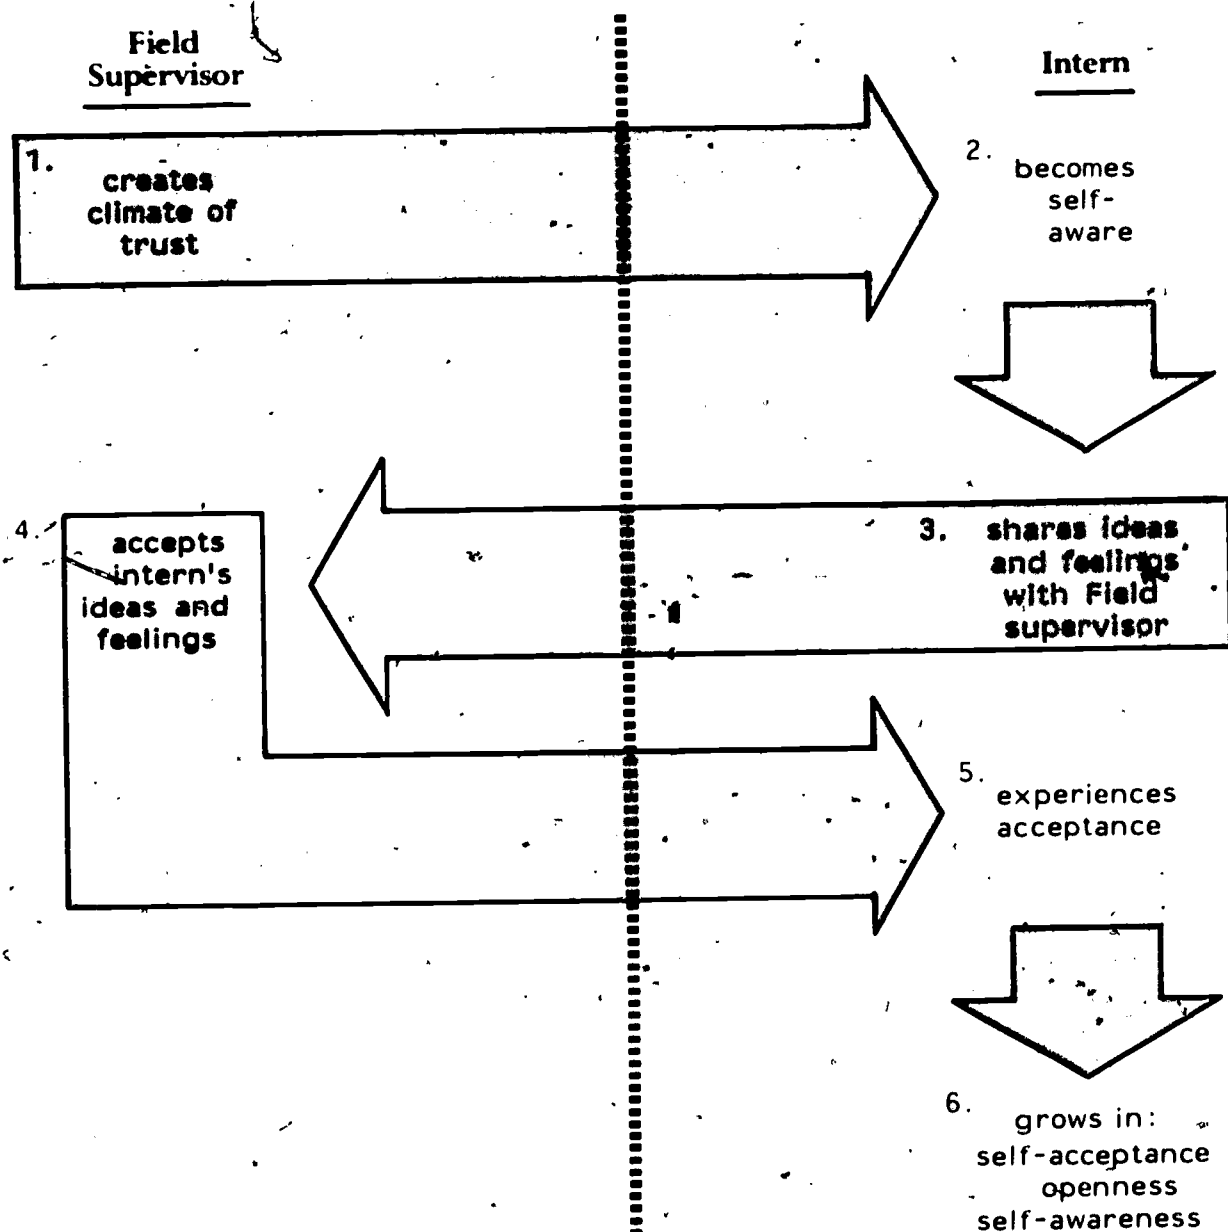 Field
Supervisor
Intern
1.
creates
climate of
trust
2.
becomes
self-
aware
3. shares ideas
and feelings
with Field
supervisor
4.
accepts
intern's
ideas and
feelings
5.
experiences
acceptance
6.
grows in:
self-acceptance
openness
self-awareness